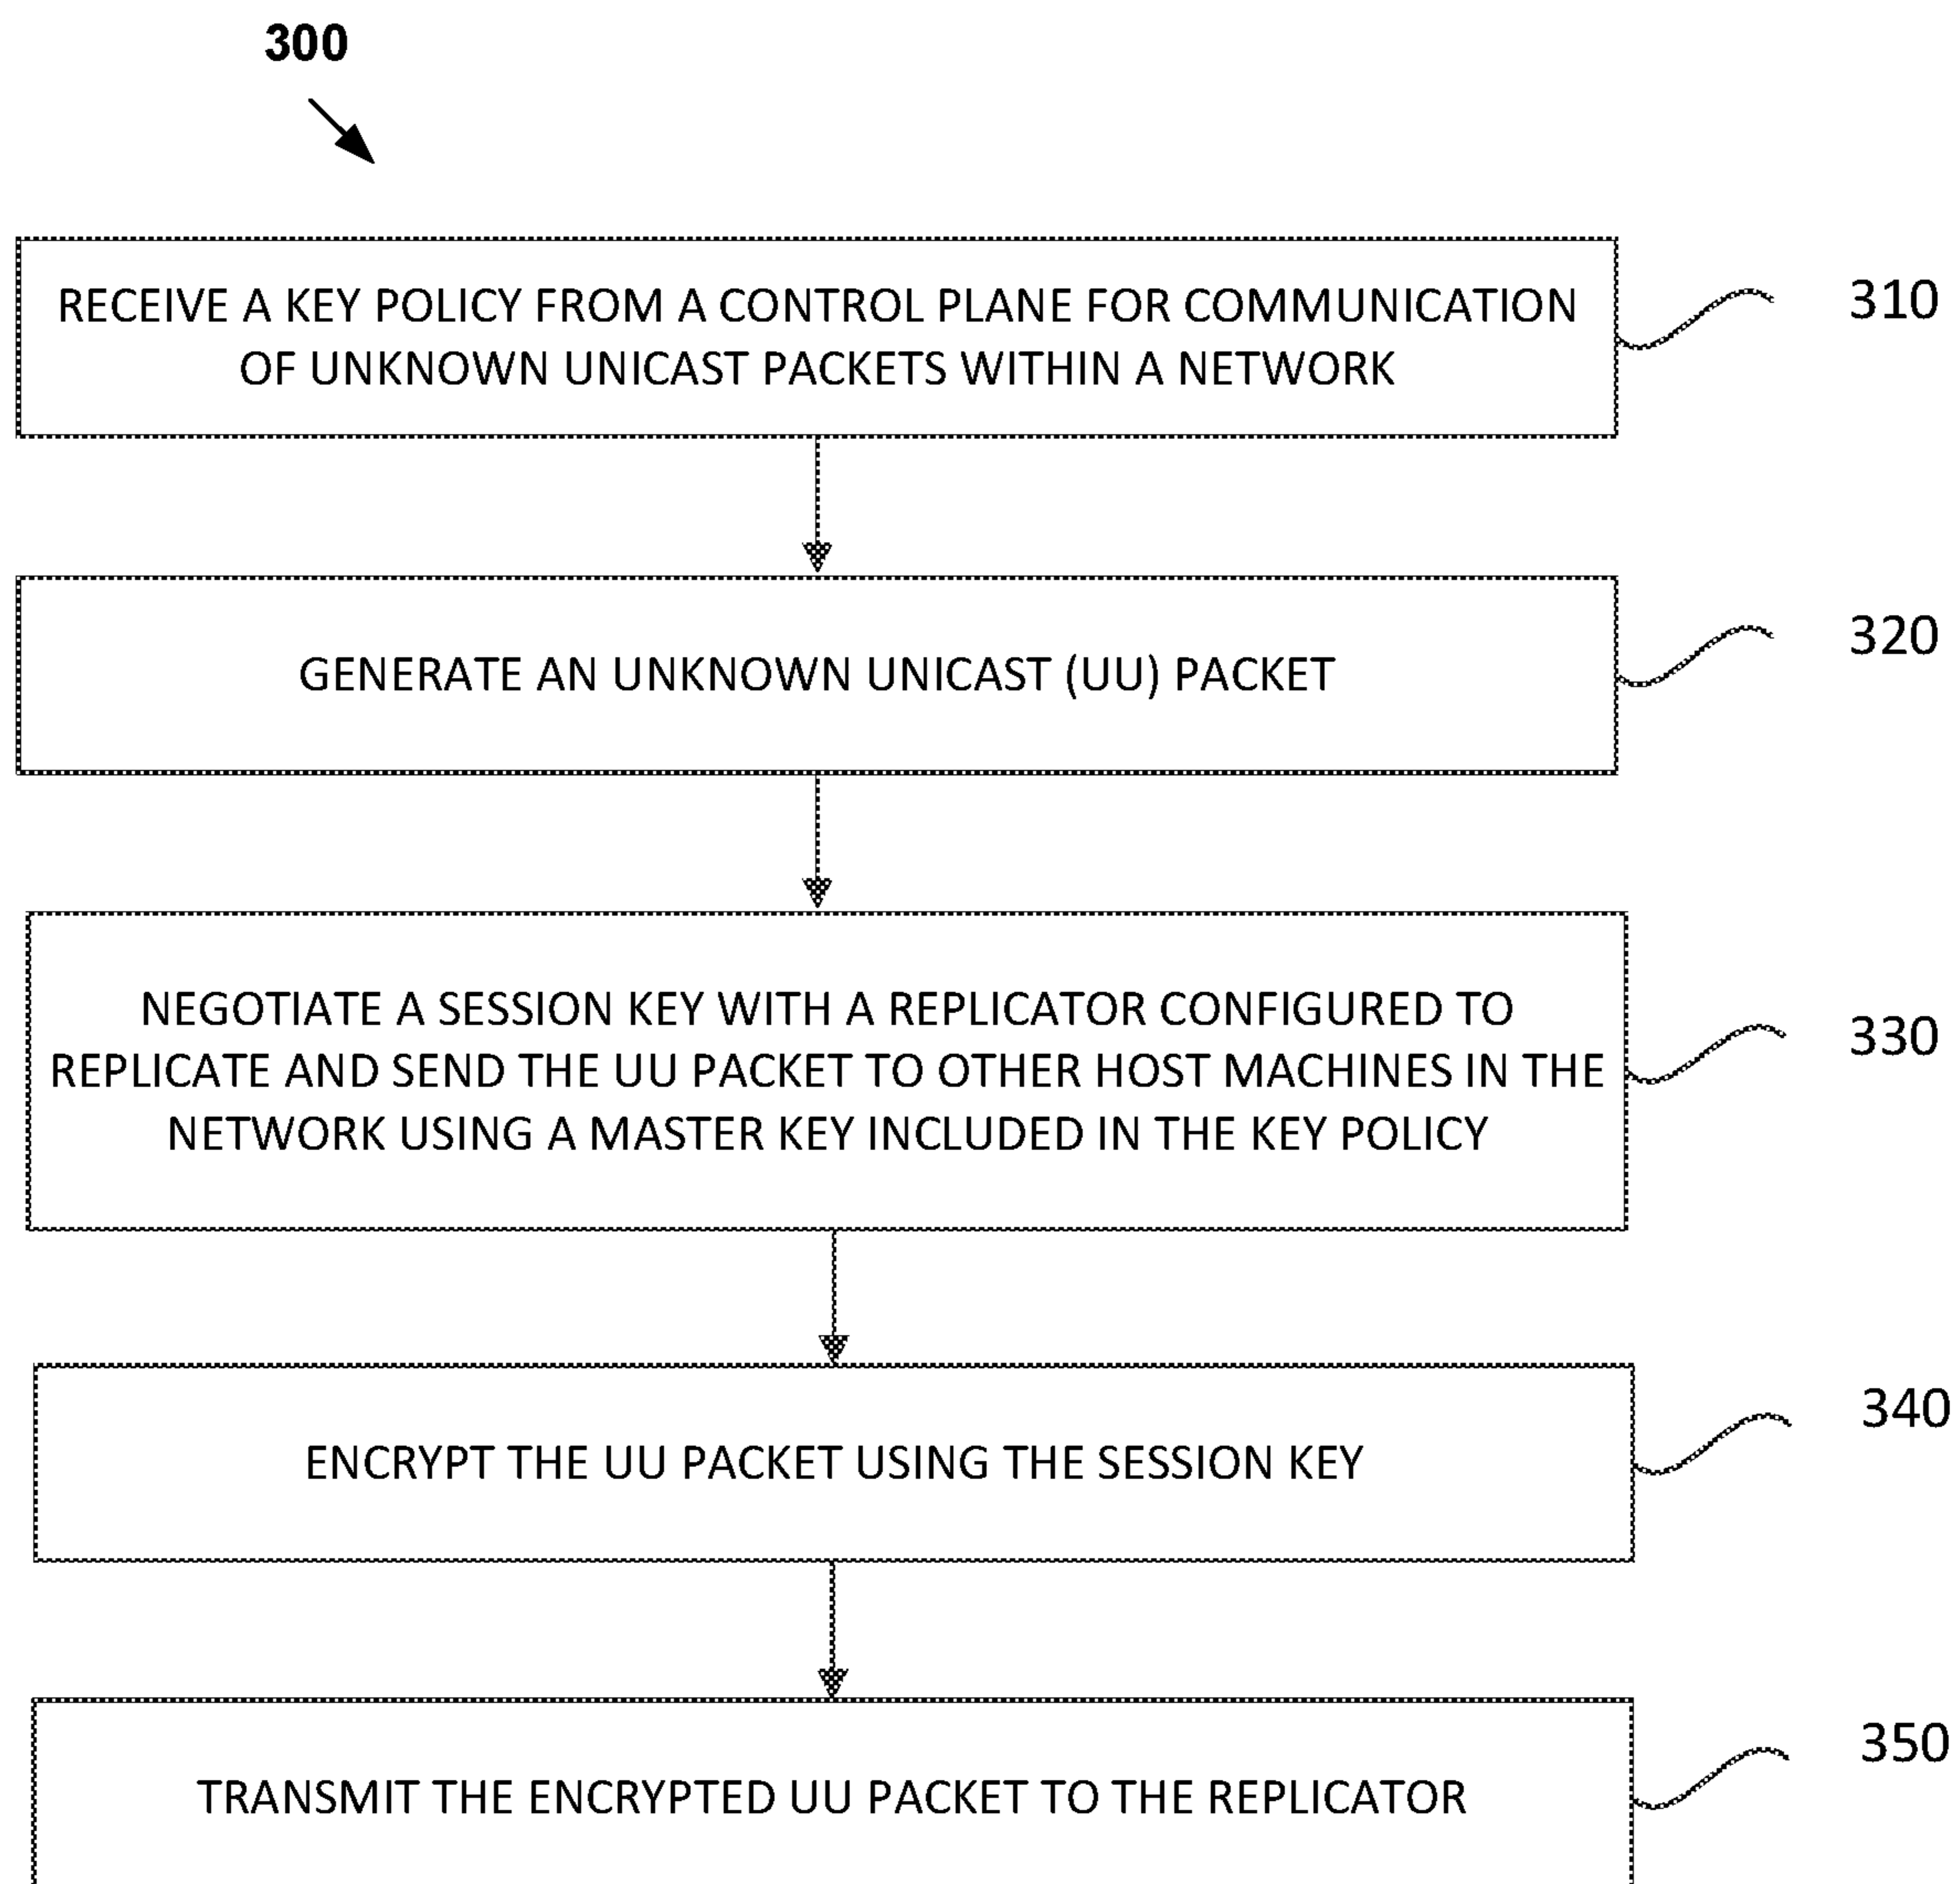 300
RECEIVE A KEY POLICY FROM A CONTROL PLANE FOR COMMUNICATION
OF UNKNOWN UNICAST PACKETS WITHIN A NETWORK
310
GENERATE AN UNKNOWN UNICAST (UU) PACKET
320
NEGOTIATE A SESSION KEY WITH A REPLICATOR CONFIGURED TO
REPLICATE AND SEND THE UU PACKET TO OTHER HOST MACHINES IN THE
NETWORK USING A MASTER KEY INCLUDED IN THE KEY POLICY
330
ENCRYPT THE UU PACKET USING THE SESSION KEY
340
TRANSMIT THE ENCRYPTED UU PACKET TO THE REPLICATOR
350